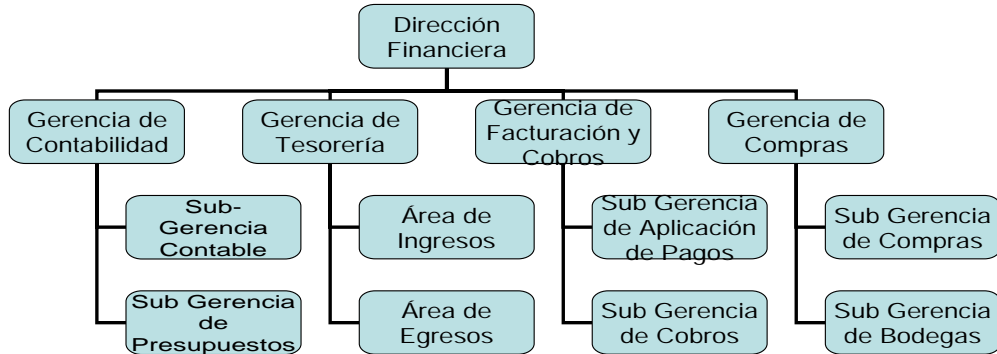 Dirección
Financiera
Gerencia de
Contabilidad
Gerencia de
Tesorería
Gerencia de
Facturación y
Cobros
Gerencia de
Compras
Sub-
Gerencia
Contable
Área de
Ingresos
Sub Gerencia
de Aplicación
de Pagos
Sub Gerencia
de Compras
Sub Gerencia
de
Presupuestos
Área de
Egresos
Sub Gerencia
de Cobros
Sub Gerencia
de Bodegas